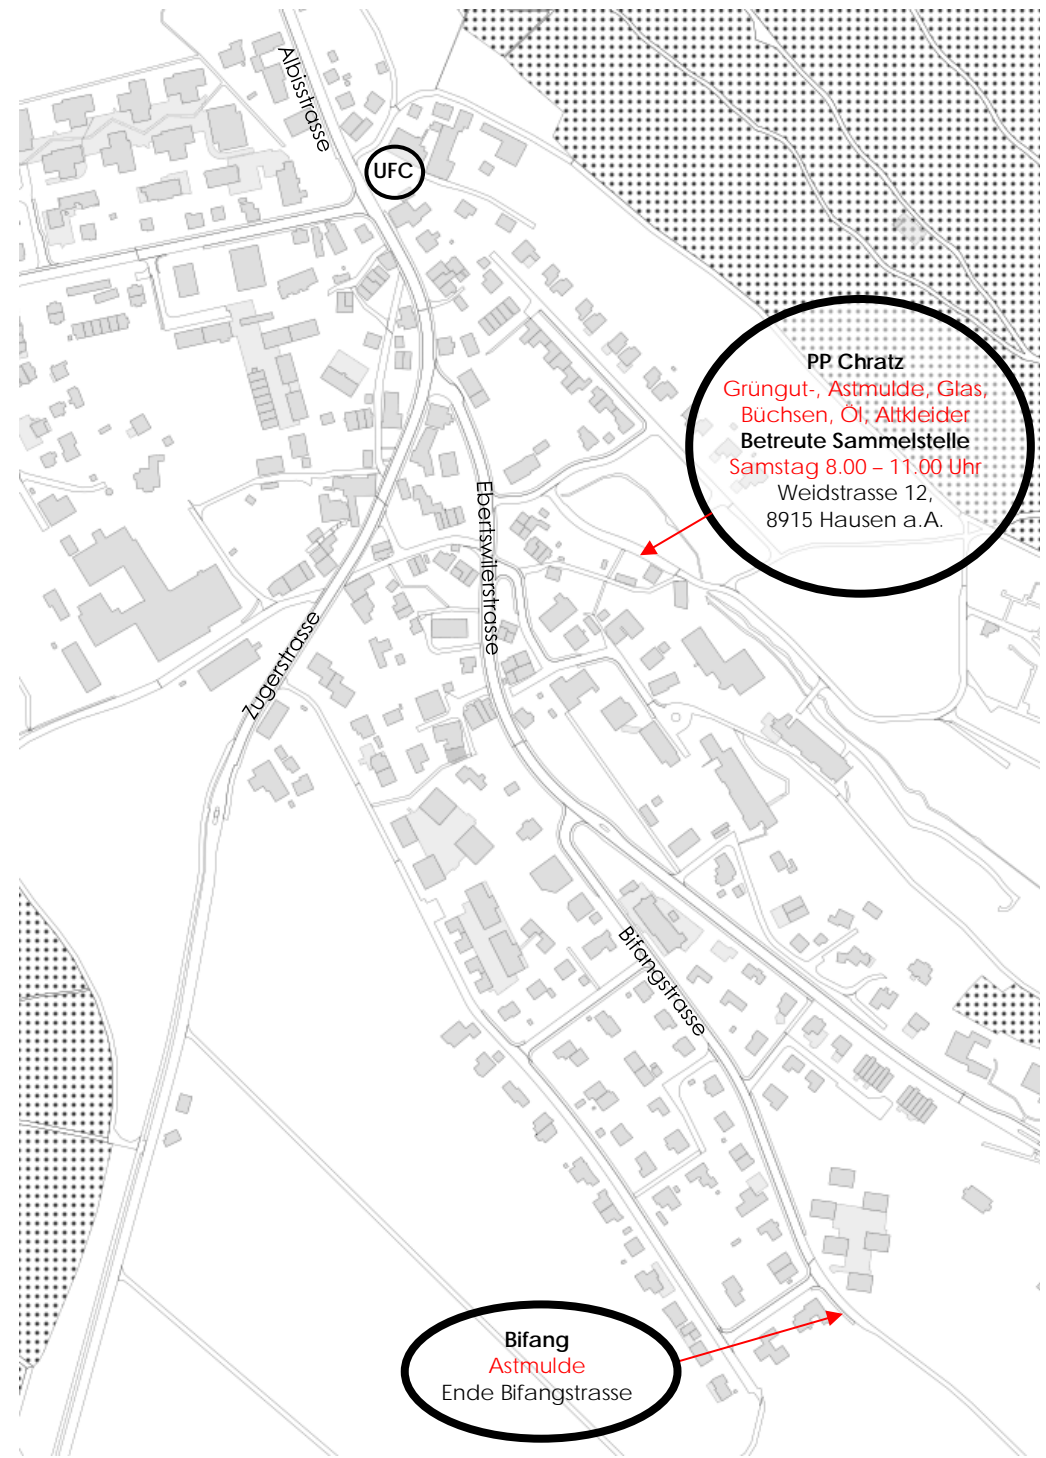 Albisstrasse
UFC
PP Chratz
Grüngut-, Astmulde, Glas,
Büchsen, Öl, Altkleider
Betreute Sammelstelle
Samstag 8.00 – 11.00 Uhr
Weidstrasse 12,
8915 Hausen a.A.
Ebertswilerstrasse
Zugerstrasse
Bifangstrasse
Bifang
Astmulde
Ende Bifangstrasse